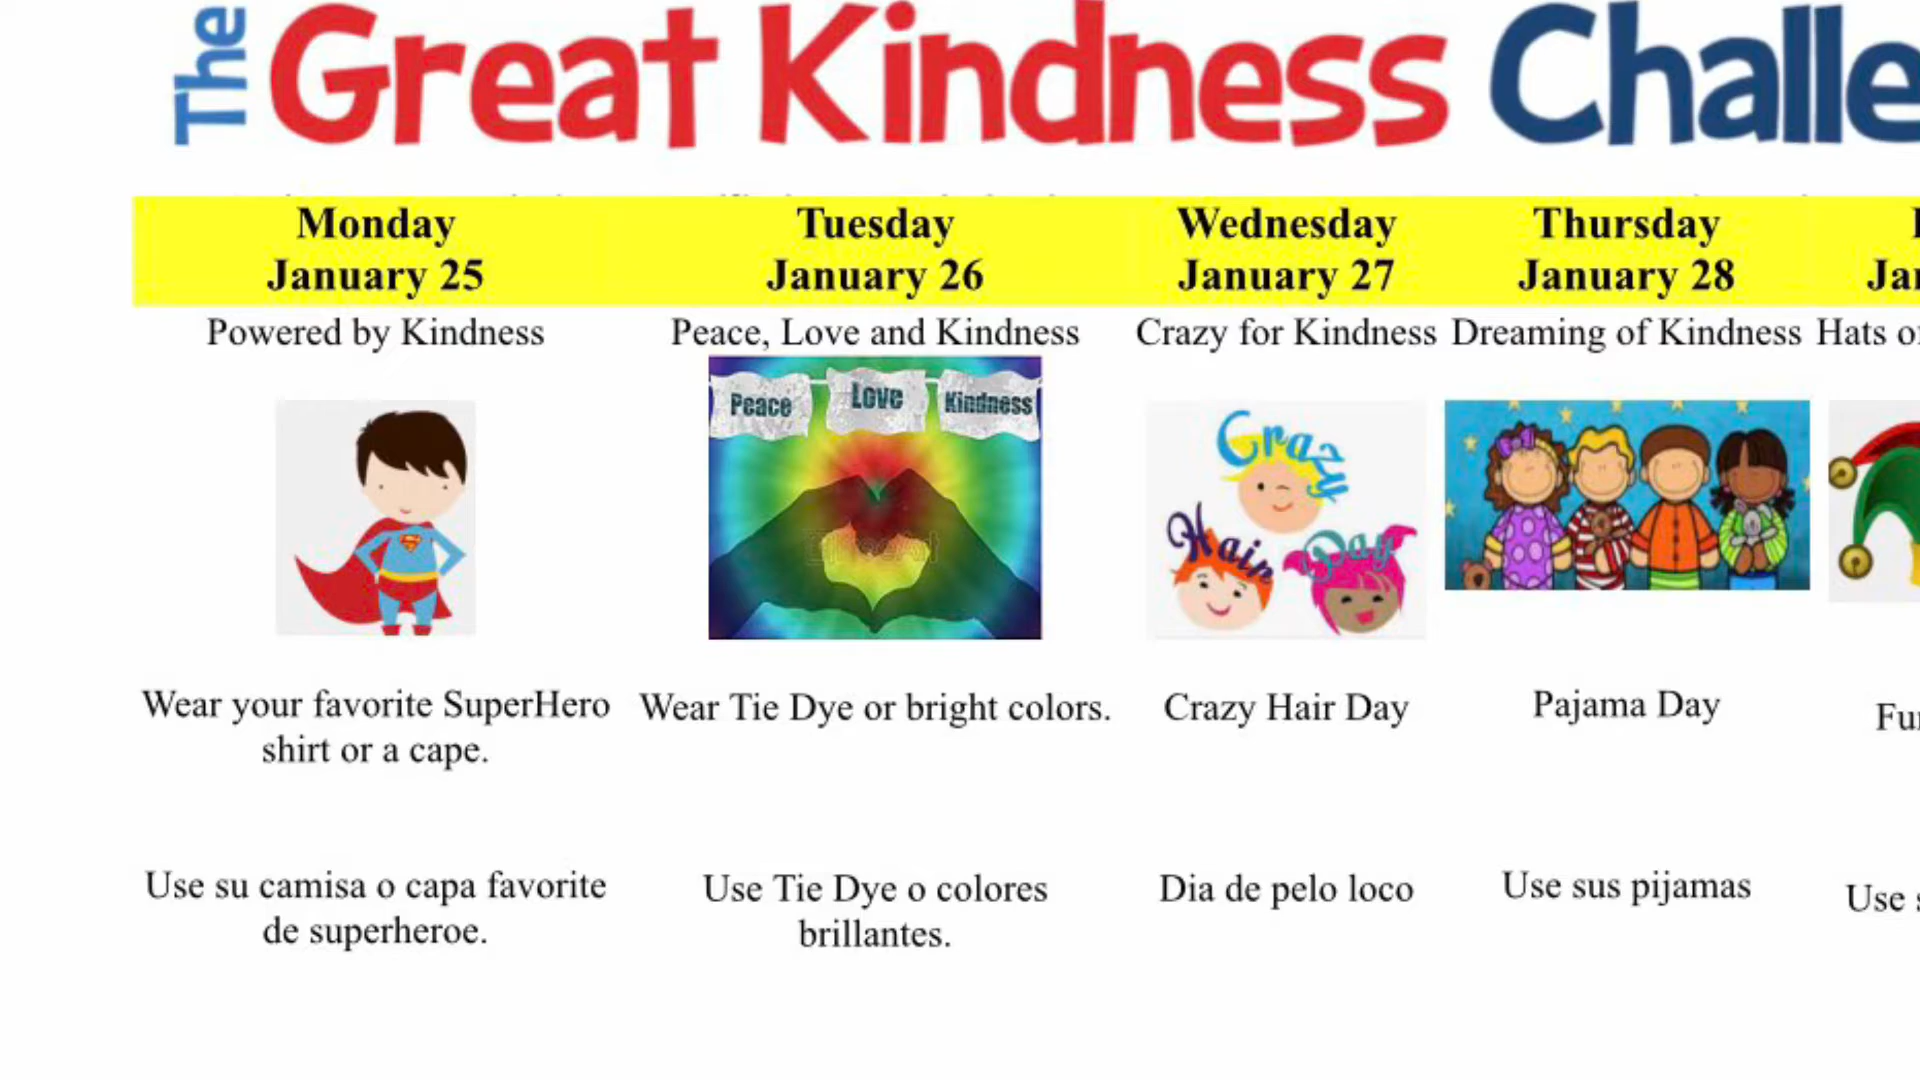 The Great Kindness
Monday
January 25
Tuesday
January 26
Wednesday
January 27
Thursday
January 28
Powered by Kindness
Peace, Love and Kindness
Crazy for Kindness
Dreaming of Kindness
Hats
Peace
Love
Kindness
Crazy
Hair
Day
Wear your favorite SuperHero
shirt or a cape.
Wear Tie Dye or bright colors.
Crazy Hair Day
Pajama Day
Use su camisa o capa favorite
de superheroe.
Use Tie Dye o colores
brillantes.
Dia de pelo loco
Use sus pijamas
Use